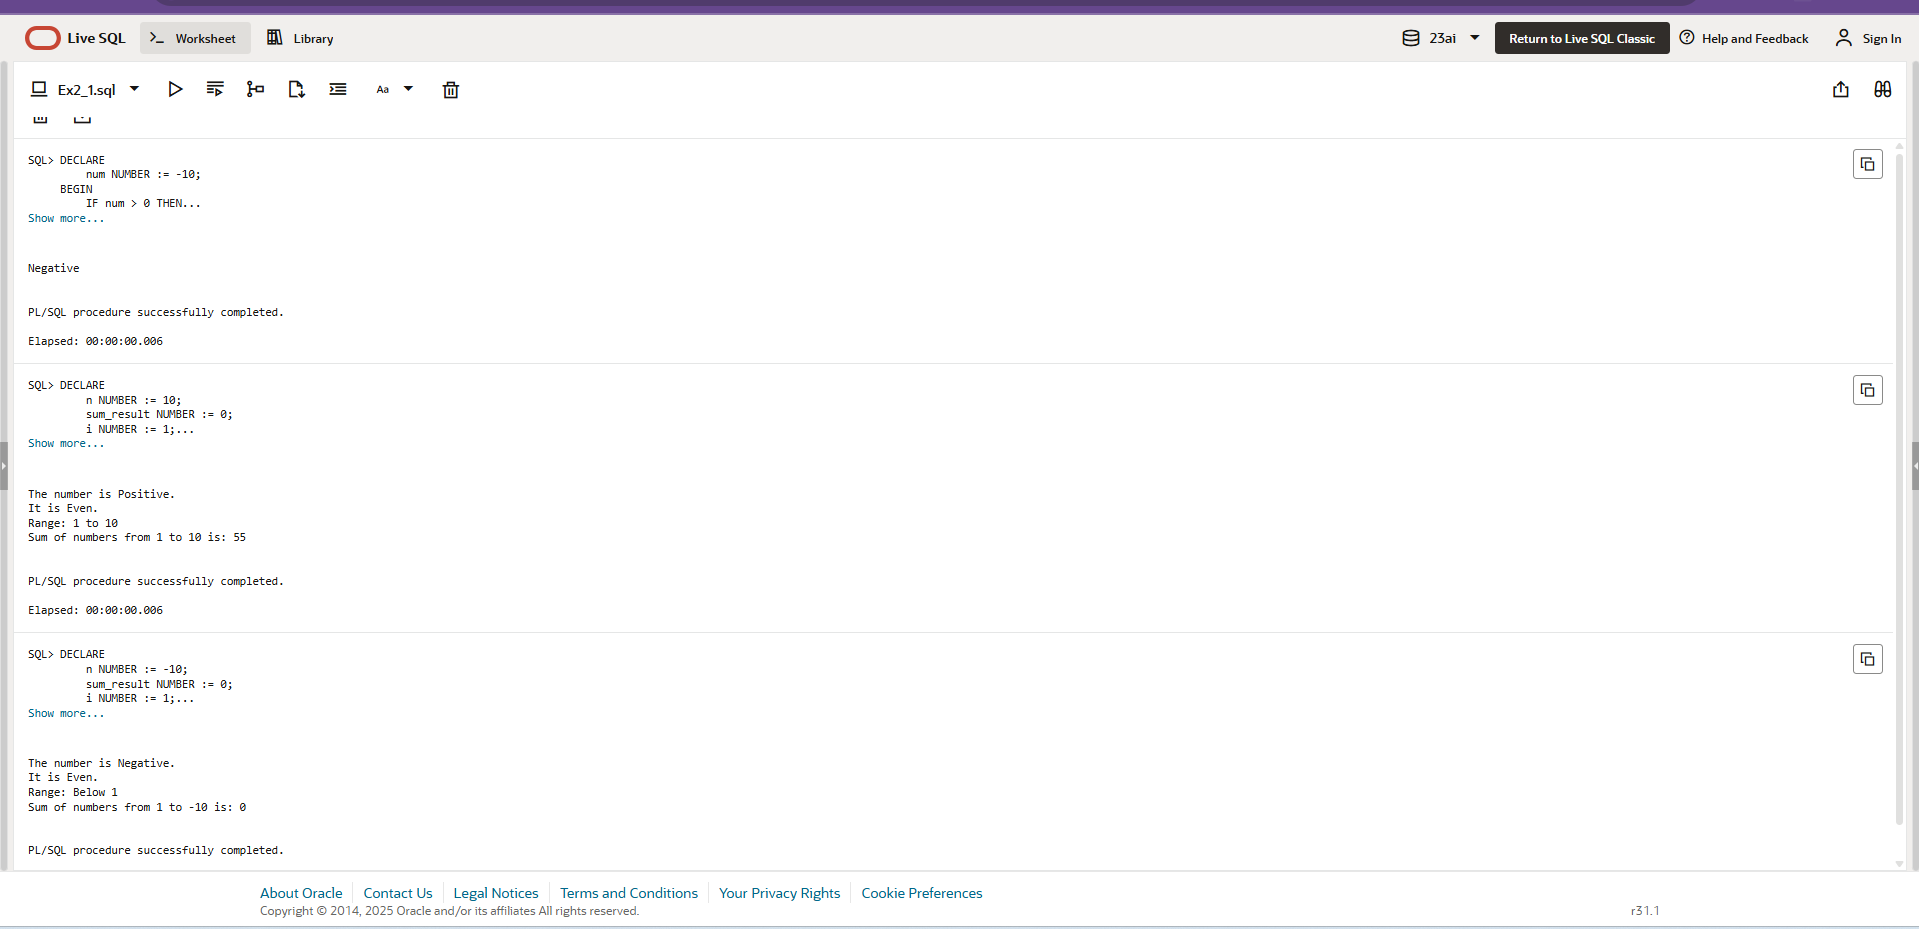 Live SQL
Worksheet
Library
23ai
Return to Live SQL Classic
Help and Feedback
Sign In
Ex2_1.sql
Aa
SQL> DECLARE
num NUMBER := -10;
BEGIN
IF num > 0 THEN...
Show more...
Negative
PL/SQL procedure successfully completed.
Elapsed: 00:00:00.006
SQL> DECLARE
n NUMBER := 10;
sum_result NUMBER := 0;
i NUMBER := 1;...
Show more...
The number is Positive.
It is Even.
Range: 1 to 10
Sum of numbers from 1 to 10 is: 55
PL/SQL procedure successfully completed.
Elapsed: 00:00:00.006
SQL> DECLARE
n NUMBER := -10;
sum_result NUMBER := 0;
i NUMBER := 1;...
Show more...
The number is Negative.
It is Even.
Range: Below 1
Sum of numbers from 1 to -10 is: 0
PL/SQL procedure successfully completed.
About Oracle
Contact Us
Legal Notices
Terms and Conditions
Your Privacy Rights
Cookie Preferences
Copyright © 2014, 2025 Oracle and/or its affiliates All rights reserved.
r31.1